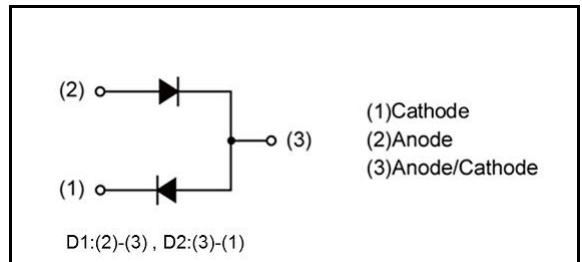 (2)
(3)
(1)
(1)Cathode
(2)Anode
(3)Anode/Cathode
D1:(2)-(3) , D2:(3)-(1)